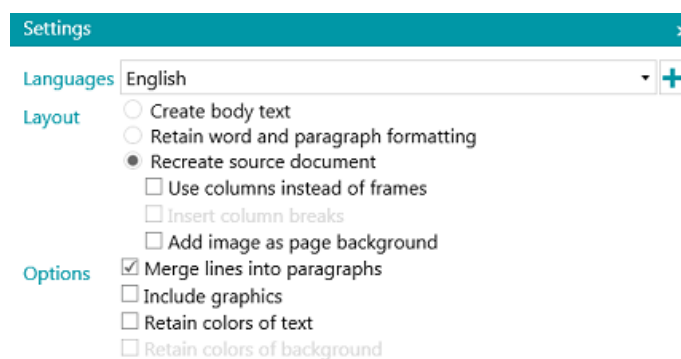 Settings
Languages English
Layout
Create body text
Retain word and paragraph formatting
Recreate source document
Use columns instead of frames
Insert column breaks
Add image as page background
Options
Merge lines into paragraphs
Include graphics
Retain colors of text
Retain colors of background